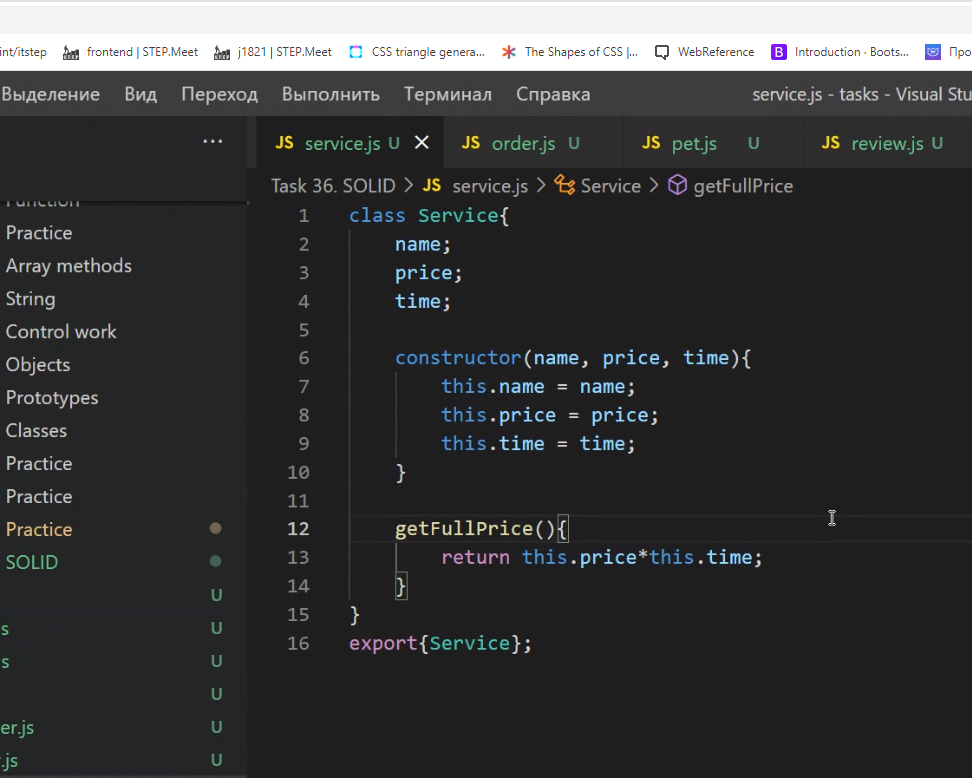 int/itstep frontend | STEP.Meet j1821 | STEP.Meet CSS triangle genera... The Shapes of CSS |... WebReference B Introduction · Boots... Про
Выделение Вид Переход Выполнить Терминал Справка service.js - tasks - Visual Stu
... JS service.js U × JS order.js U JS pet.js U JS review.js U
Task 36. SOLID > JS service.js > Service > getFullPrice
Function
Practice
Array methods
String
Control work
Objects
Prototypes
Classes
Practice
Practice
Practice
SOLID
U
s U
s U
U
er.js U
.js U
1 class Service{
2 name;
3 price;
4 time;
5
6 constructor(name, price, time){
7 this.name = name;
8 this.price = price;
9 this.time = time;
10 }
11
12 getFullPrice(){
13 return this.price*this.time;
14 }
15 }
16 export{Service};